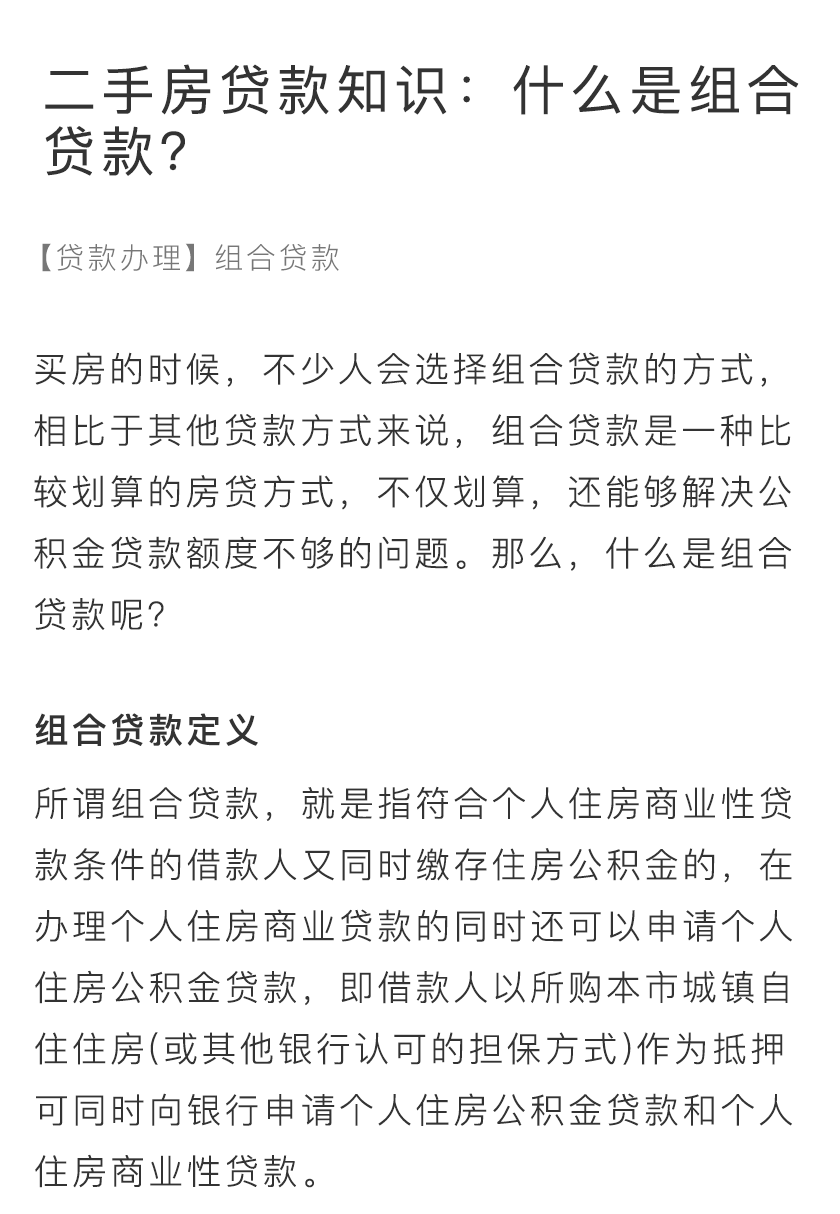 二手房贷款知识：什么是组合
贷款?
【贷款办理】组合贷款
买房的时候，不少人会选择组合贷款的方式，
相比于其他贷款方式来说，组合贷款是一种比
较划算的房贷方式，不仅划算，还能够解决公
积金贷款额度不够的问题。那么，什么是组合
贷款呢?
组合贷款定义
所谓组合贷款，就是指符合个人住房商业性贷
款条件的借款人又同时缴存住房公积金的，在
办理个人住房商业贷款的同时还可以申请个人
住房公积金贷款，即借款人以所购本市城镇自
住住房(或其他银行认可的担保方式)作为抵押
可同时向银行申请个人住房公积金贷款和个人
住房商业性贷款。